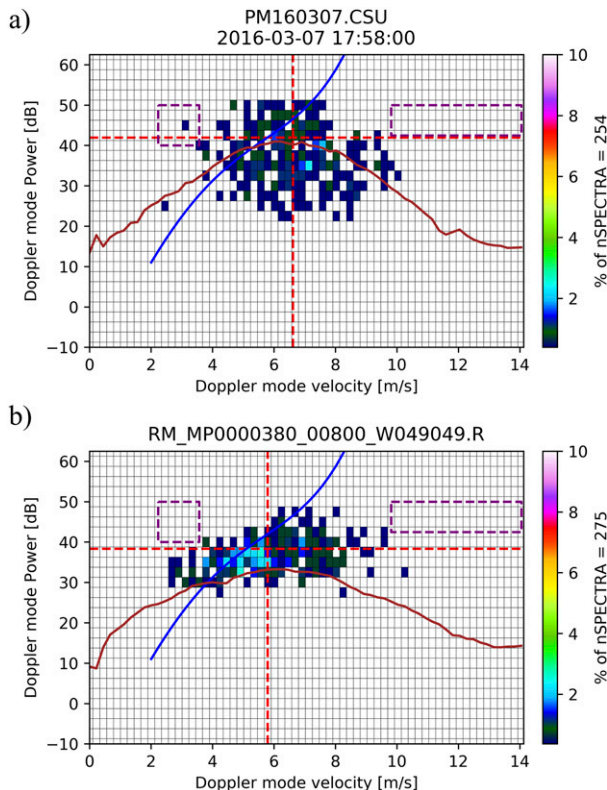 a)
PM160307.CSU
2016-03-07 17:58:00
Doppler mode Power [dB]
60
50
40
30
20
10
0
−10
0 2 4 6 8 10 12 14
Doppler mode velocity [m/s]
10
8
6
4
2
% of nSPECTRA = 254
b)
RM_MP0000380_00800_W049049.R
Doppler mode Power [dB]
60
50
40
30
20
10
0
−10
0 2 4 6 8 10 12 14
Doppler mode velocity [m/s]
10
8
6
4
2
% of nSPECTRA = 275